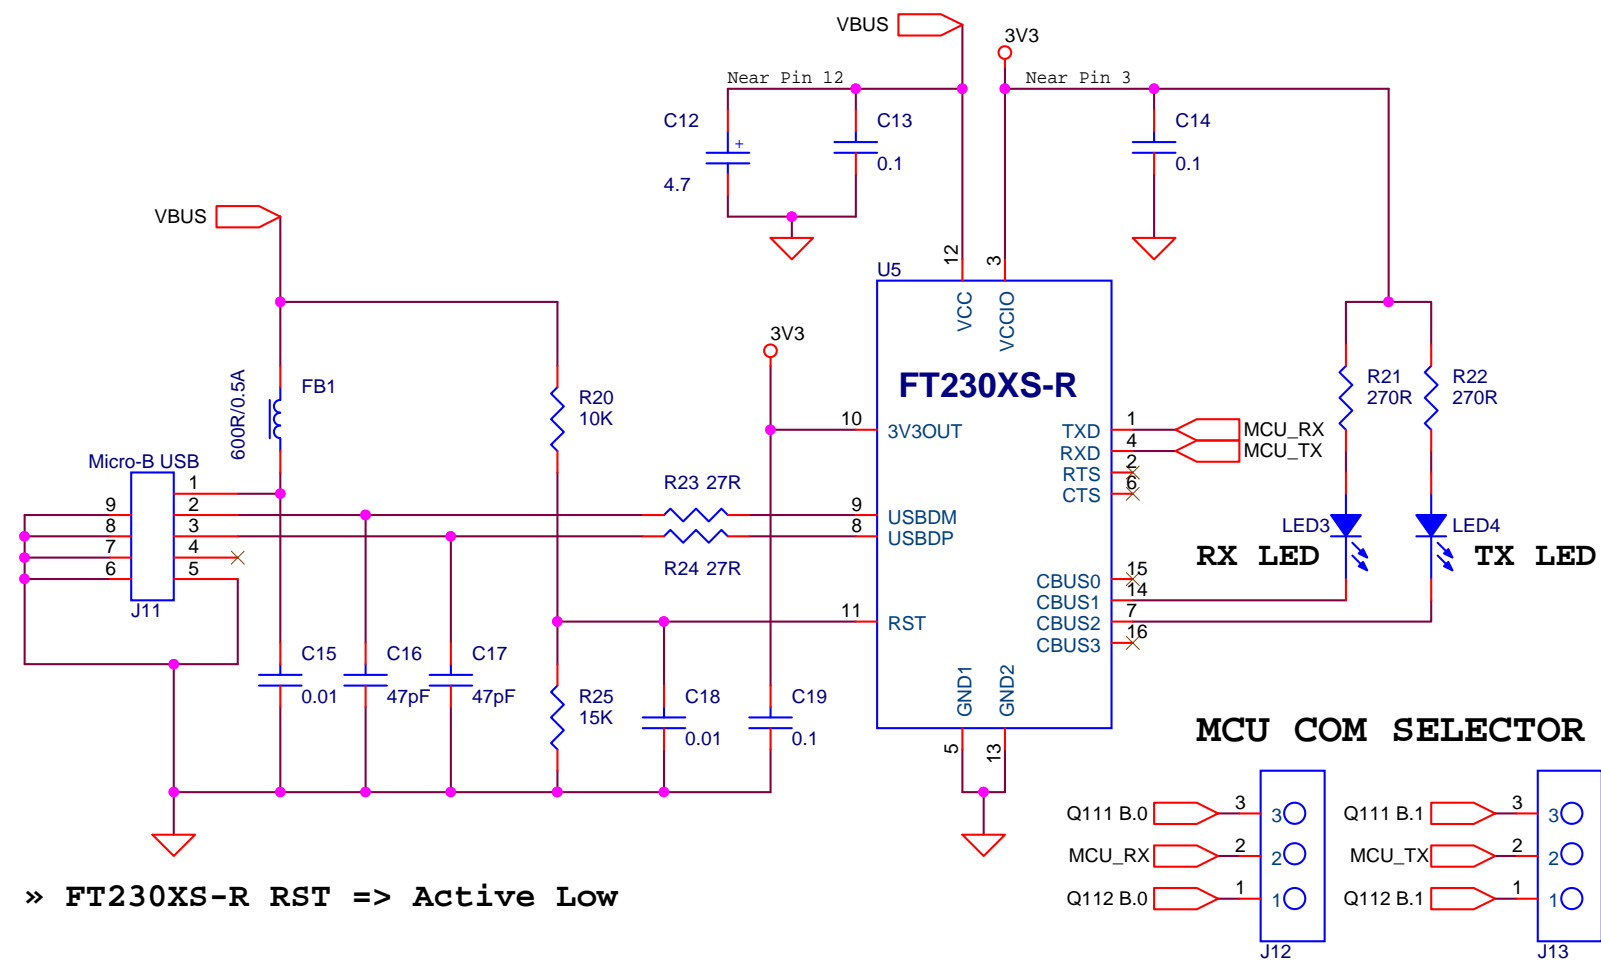 VBUS
3V3
Near Pin 12
Near Pin 3
C12
4.7
C13
0.1
C14
0.1
VBUS
12
3
U5
VCC
VCCIO
FT230XS-R
3V3
600R/0.5A
FB1
R20
10K
R21
270R
R22
270R
10
3V3OUT
TXD
1
MCU_RX
RXD
4
MCU_TX
RTS
2
CTS
6
Micro-B USB
1
2
3
4
5
9
8
7
6
J11
R23 27R
R24 27R
9
USBDM
8
USBDP
LED3
LED4
RX LED
TX LED
CBUS0
15
CBUS1
14
CBUS2
7
CBUS3
16
11
RST
C15
0.01
C16
47pF
C17
47pF
R25
15K
C18
0.01
C19
0.1
GND1
GND2
5
13
MCU COM SELECTOR
Q111 B.0
3
3
MCU_RX
2
2
Q112 B.0
1
1
J12
Q111 B.1
3
3
MCU_TX
2
2
Q112 B.1
1
1
J13
» FT230XS-R RST => Active Low